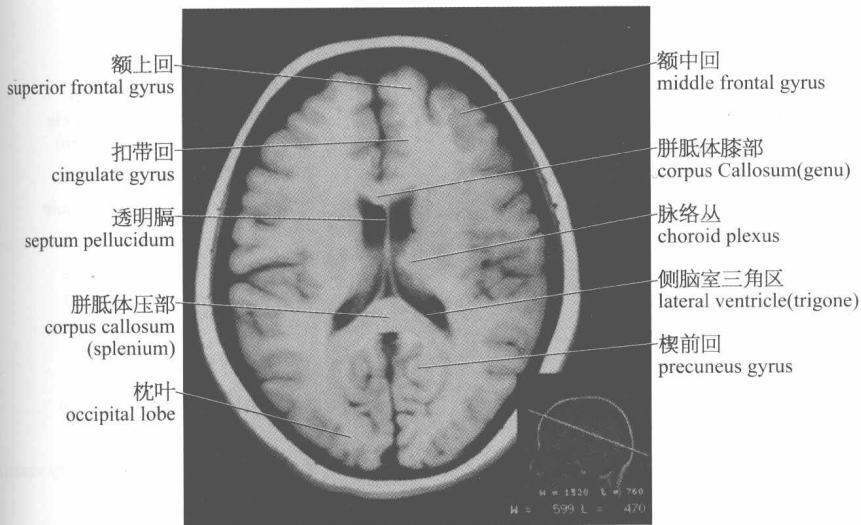 额上回
superior frontal gyrus
扣带回
cingulate gyrus
透明膈
septum pellucidum
胼胝体压部
corpus callosum
(splenium)
枕叶
occipital lobe
额中回
middle frontal gyrus
胼胝体膝部
corpus Callosum(genu)
脉络丛
choroid plexus
侧脑室三角区
lateral ventricle(trigone)
楔前回
precuneus gyrus
W = 1520 L = 760
W = 599 L = 470